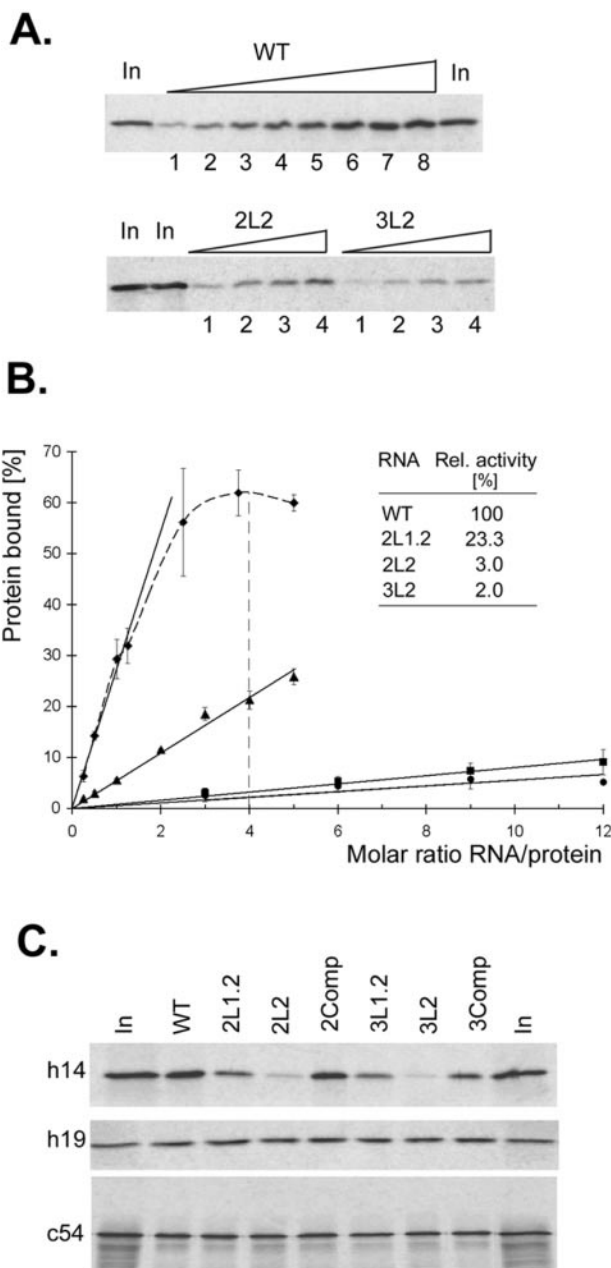 A.
WT
In In
1 2 3 4 5 6 7 8
2L2 3L2
In In
1 2 3 4 1 2 3 4
B.
Protein bound [%]
70
60
50
40
30
20
10
0
0 2 4 6 8 10 12
Molar ratio RNA/protein
RNA Rel. activity
[%]
WT 100
2L1.2 23.3
2L2 3.0
3L2 2.0
C.
In WT 2L1.2 2L2 2Comp 3L1.2 3L2 3Comp In
h14
h19
c54